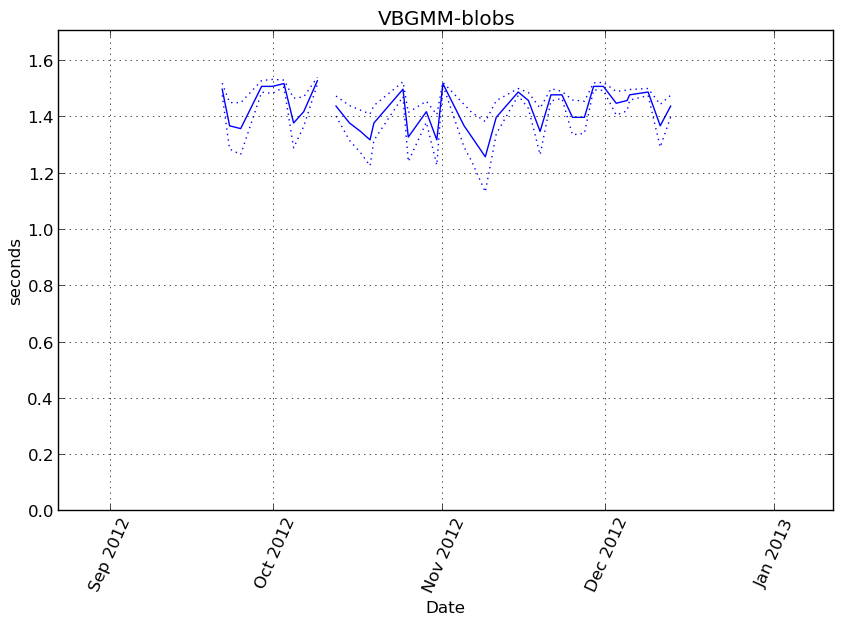 VBGMM-blobs
1.6
1.4
1.2
1.0
0.8
0.6
0.4
0.2
0.0
seconds
Sep 2012
Oct 2012
Nov 2012
Dec 2012
Jan 2013
Date